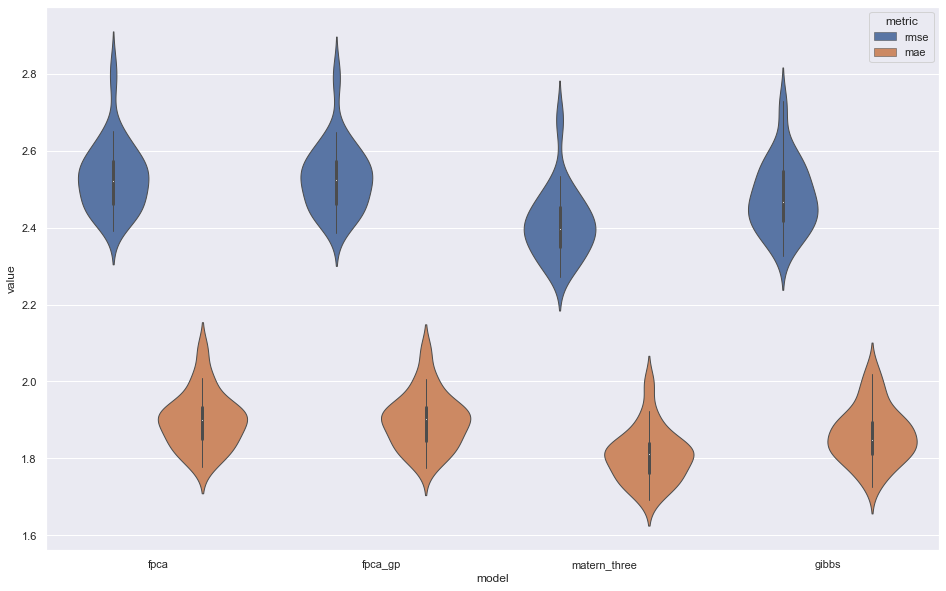 metric
rmse
mae
2.8
2.6
2.4
2.2
2.0
1.8
1.6
value
fpca
fpca_gp
matern_three
gibbs
model